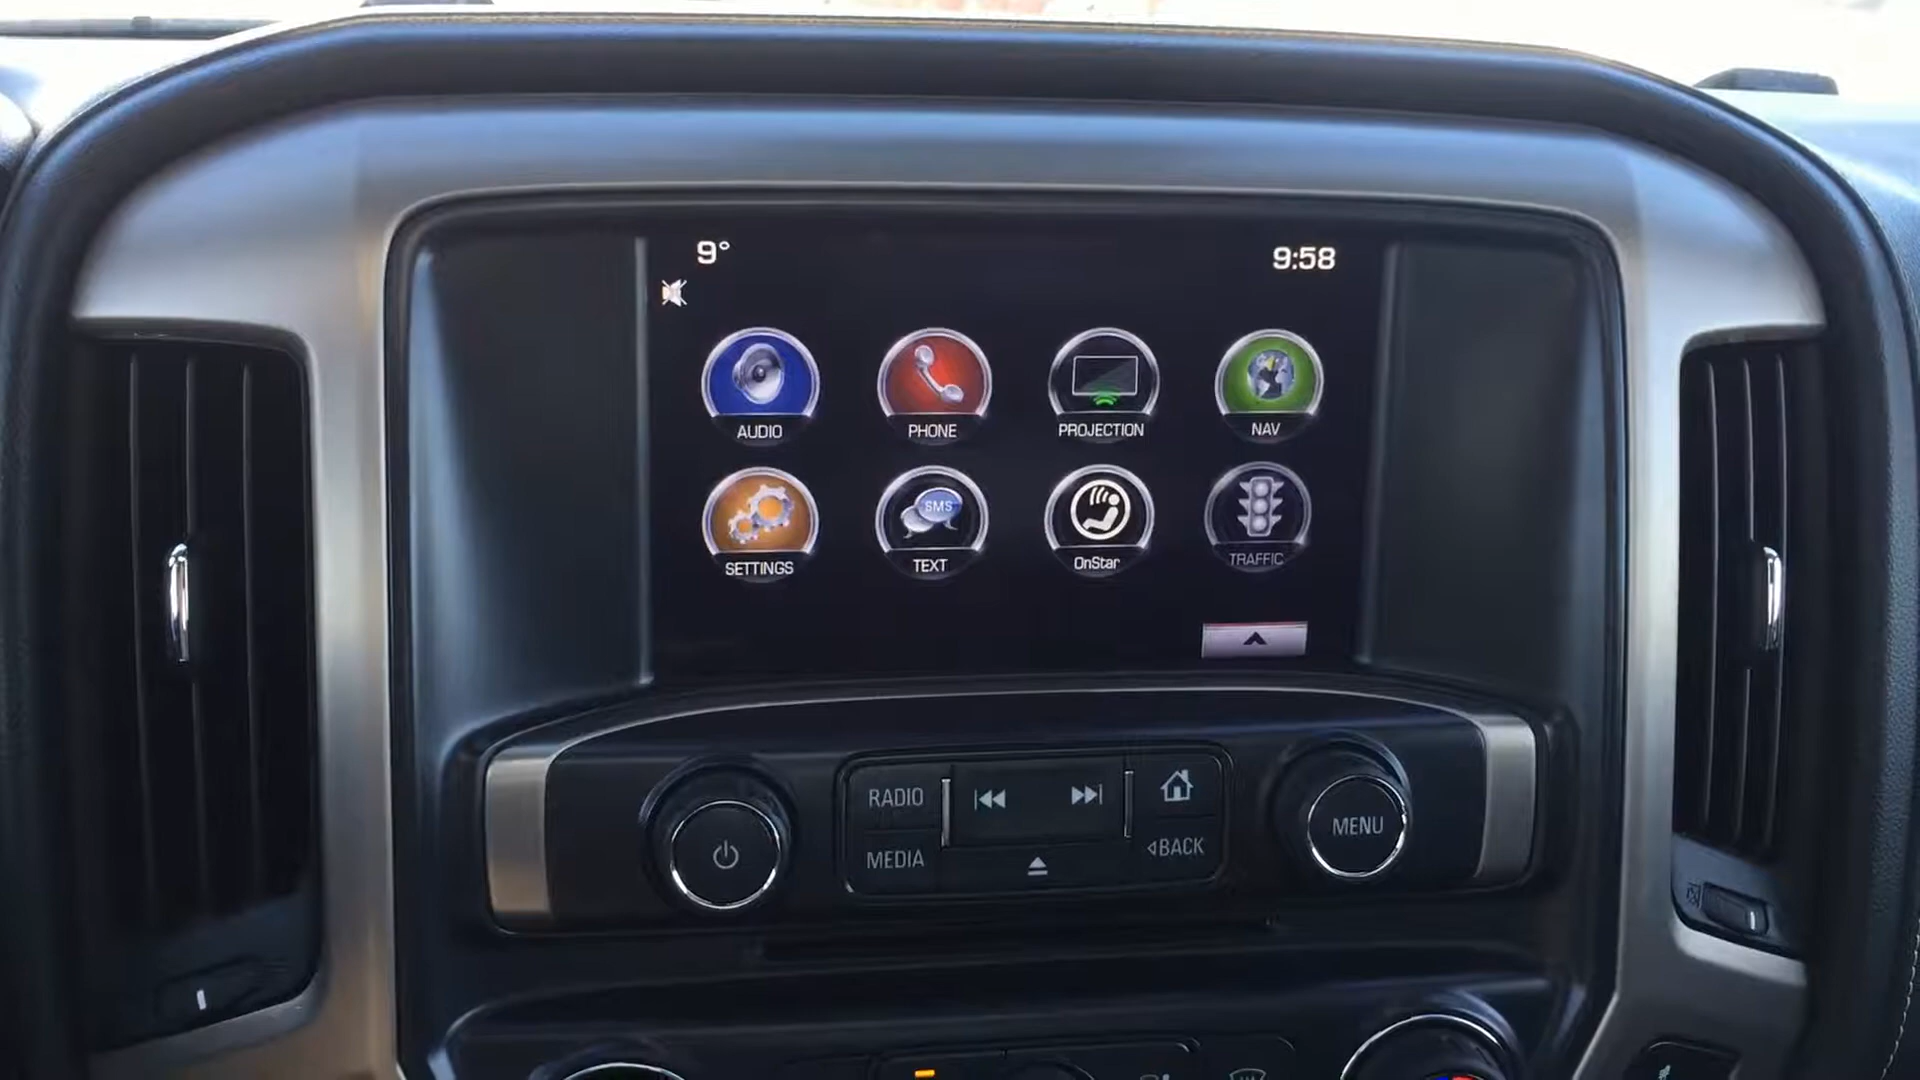 9°
9:58
AUDIO
PHONE
PROJECTION
NAV
SETTINGS
SMS
TEXT
OnStar
TRAFFIC
RADIO
MEDIA
BACK
MENU